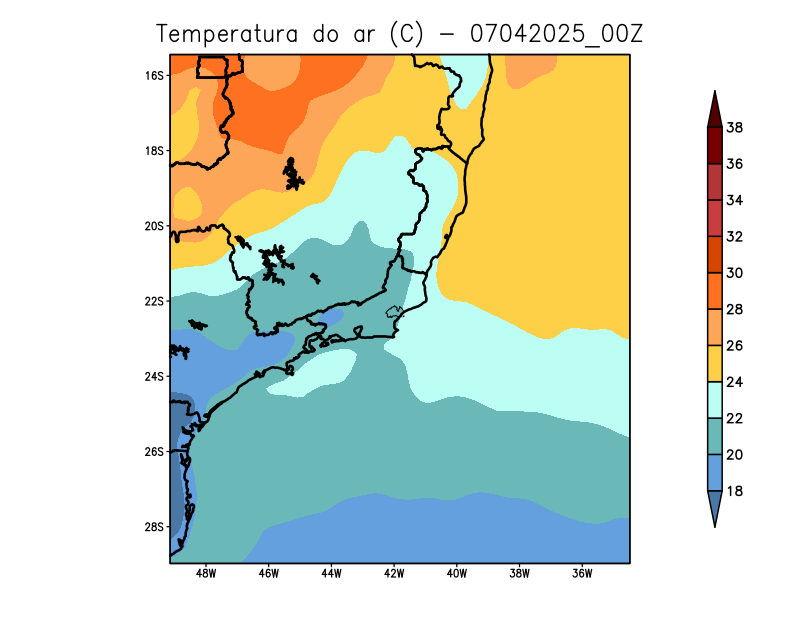 Temperatura do ar (C) – 07042025_00Z
16S
18S
20S
22S
24S
26S
28S
48W 46W 44W 42W 40W 38W 36W
38
36
34
32
30
28
26
24
22
20
18